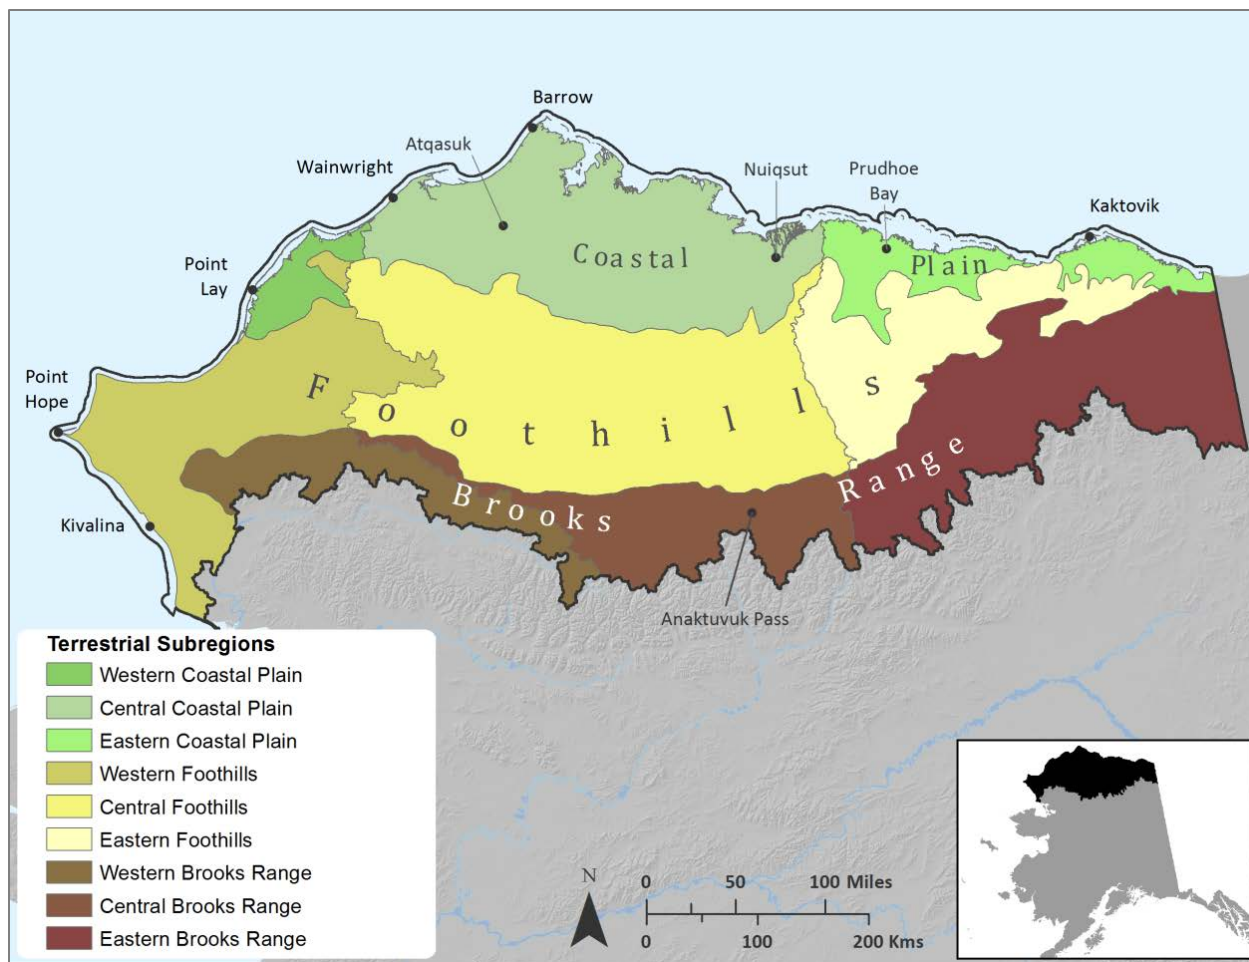 Barrow
Atqasuk
Wainwright
Nuiqsut
Prudhoe
Bay
Kaktovik
Point
Lay
Coastal
Plain
Point
Hope
Foothills
Brooks
Range
Kivalina
Anaktuvuk Pass
Terrestrial Subregions
Western Coastal Plain
Central Coastal Plain
Eastern Coastal Plain
Western Foothills
Central Foothills
Eastern Foothills
Western Brooks Range
Central Brooks Range
Eastern Brooks Range
N
0 50 100 Miles
0 100 200 Kms